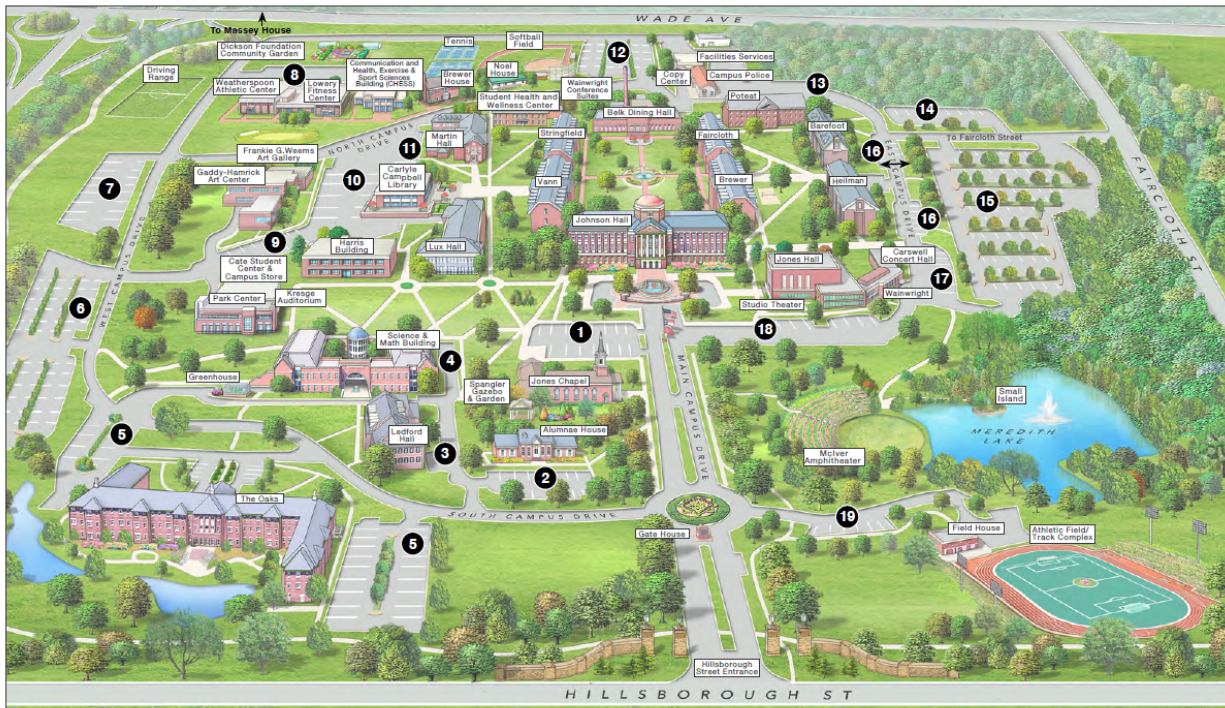 WADE AVE
To Massey House
Dickson Foundation
Community Garden
Driving
Range
Weatherspoon
Athletic Center
8
Lowery
Fitness
Center
Communication and
Health, Exercise &
Sport Sciences
Building (CHESS)
Tennis
Brewer
House
Softball
Field
Noel
House
Student Health and
Wellness Center
12
Wainwright
Conference
Suites
Belk Dining Hall
Facilities Services
Copy
Center
Campus Police
Poteat
13
14
To Faircloth Street
FAIRCLOTH ST
NORTH CAMPUS
DRIVE
Martin
Hall
11
Stringfield
Faircloth
Barefoot
16
EAST CAMPUS DRIVE
Frankie G.Weems
Art Gallery
Gaddy-Hamrick
Art Center
7
10
Carlyle
Campbell
Library
Vann
Brewer
Heilman
15
16
9
Harris
Building
Lux Hall
Johnson Hall
Cate Student
Center &
Campus Store
WEST CAMPUS DRIVE
6
Park Center
Kresge
Auditorium
Jones Hall
Carswell
Concert Hall
17
Wainwright
Studio Theater
18
1
Science &
Math Building
4
Greenhouse
Spangler
Gazebo
& Garden
Jones Chapel
MAIN CAMPUS DRIVE
Small
Island
MEREDITH
LAKE
McIver
Amphitheater
5
Ledford
Hall
3
Alumnae House
2
The Oaks
SOUTH CAMPUS DRIVE
5
Gate House
19
Field House
Athletic Field/
Track Complex
Hillsborough
Street Entrance
HILLSBOROUGH ST